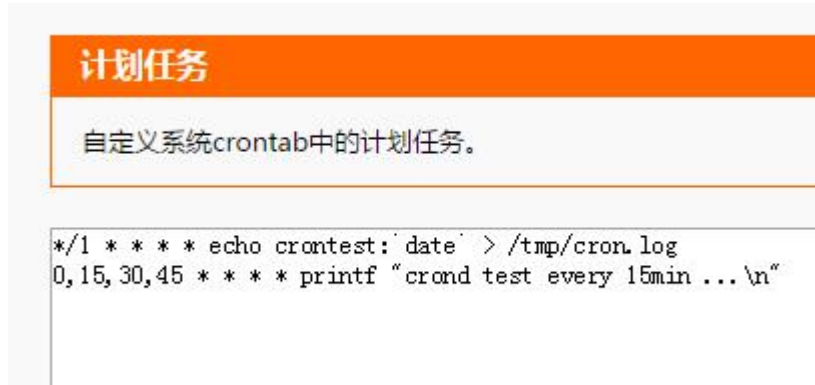 计划任务
自定义系统crontab中的计划任务。
*/1 * * * * echo crontest:`date` > /tmp/cron.log
0,15,30,45 * * * * printf "crond test every 15min ...\n"